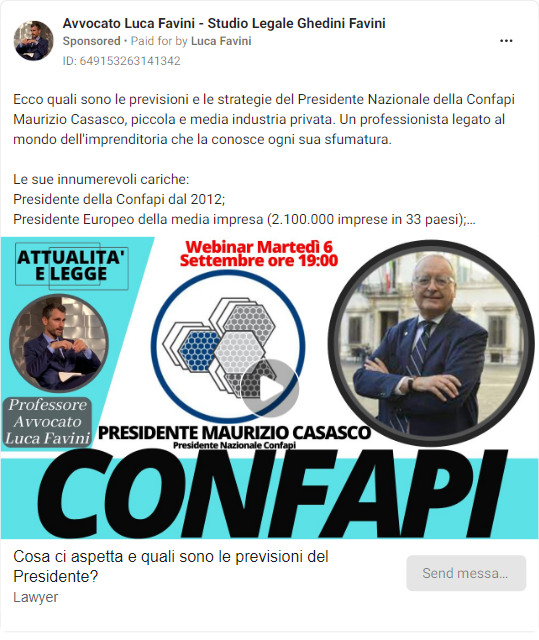 Avvocato Luca Favini - Studio Legale Ghedini Favini
Sponsored • Paid for by Luca Favini
ID: 649153263141342
Ecco quali sono le previsioni e le strategie del Presidente Nazionale della Confapi
Maurizio Casasco, piccola e media industria privata. Un professionista legato al
mondo dell'imprenditoria che la conosce ogni sua sfumatura.
Le sue innumerevoli cariche:
Presidente della Confapi dal 2012;
Presidente Europeo della media impresa (2.100.000 imprese in 33 paesi);...
ATTUALITA'
E LEGGE
Webinar Martedì 6
Settembre ore 19:00
Professore
Avvocato
Luca Favini
PRESIDENTE MAURIZIO CASASCO
Presidente Nazionale Confapi
CONFAPI
Cosa ci aspetta e quali sono le previsioni del
Presidente?
Lawyer
Send messa...